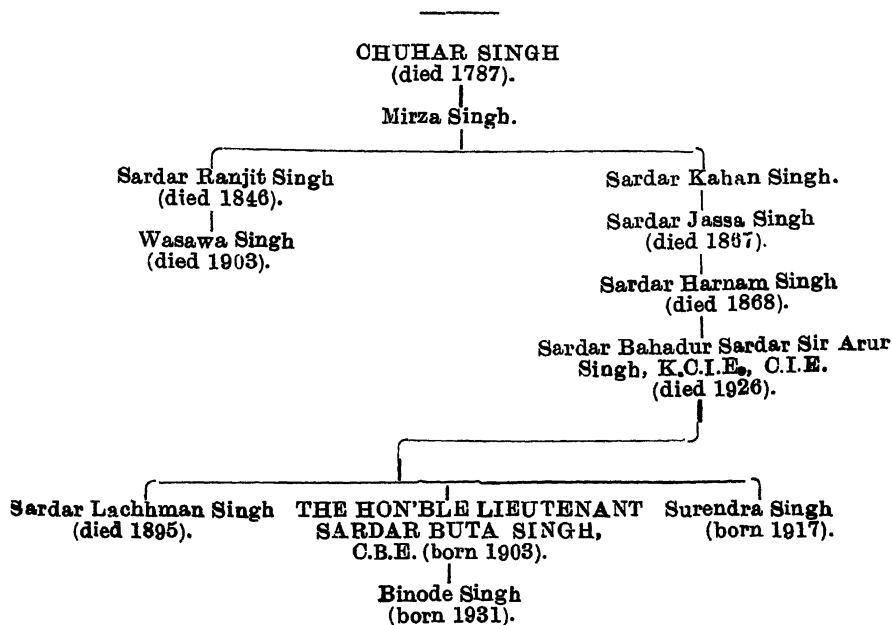 CHUHAR SINGH
(died 1787).
Mirza Singh.
Sardar Ranjit Singh
(died 1846).
Wasawa Singh
(died 1903).
Sardar Kahan Singh.
Sardar Jassa Singh
(died 1867).
Sardar Harnam Singh
(died 1868).
Sardar Bahadur Sardar Sir Arur
Singh, K.C.I.E., C.I.E.
(died 1926).
Sardar Lachhman Singh
(died 1895).
THE HON'BLE LIEUTENANT
SARDAR BUTA SINGH,
C.B.E. (born 1903).
Surendra Singh
(born 1917).
Binode Singh
(born 1931).